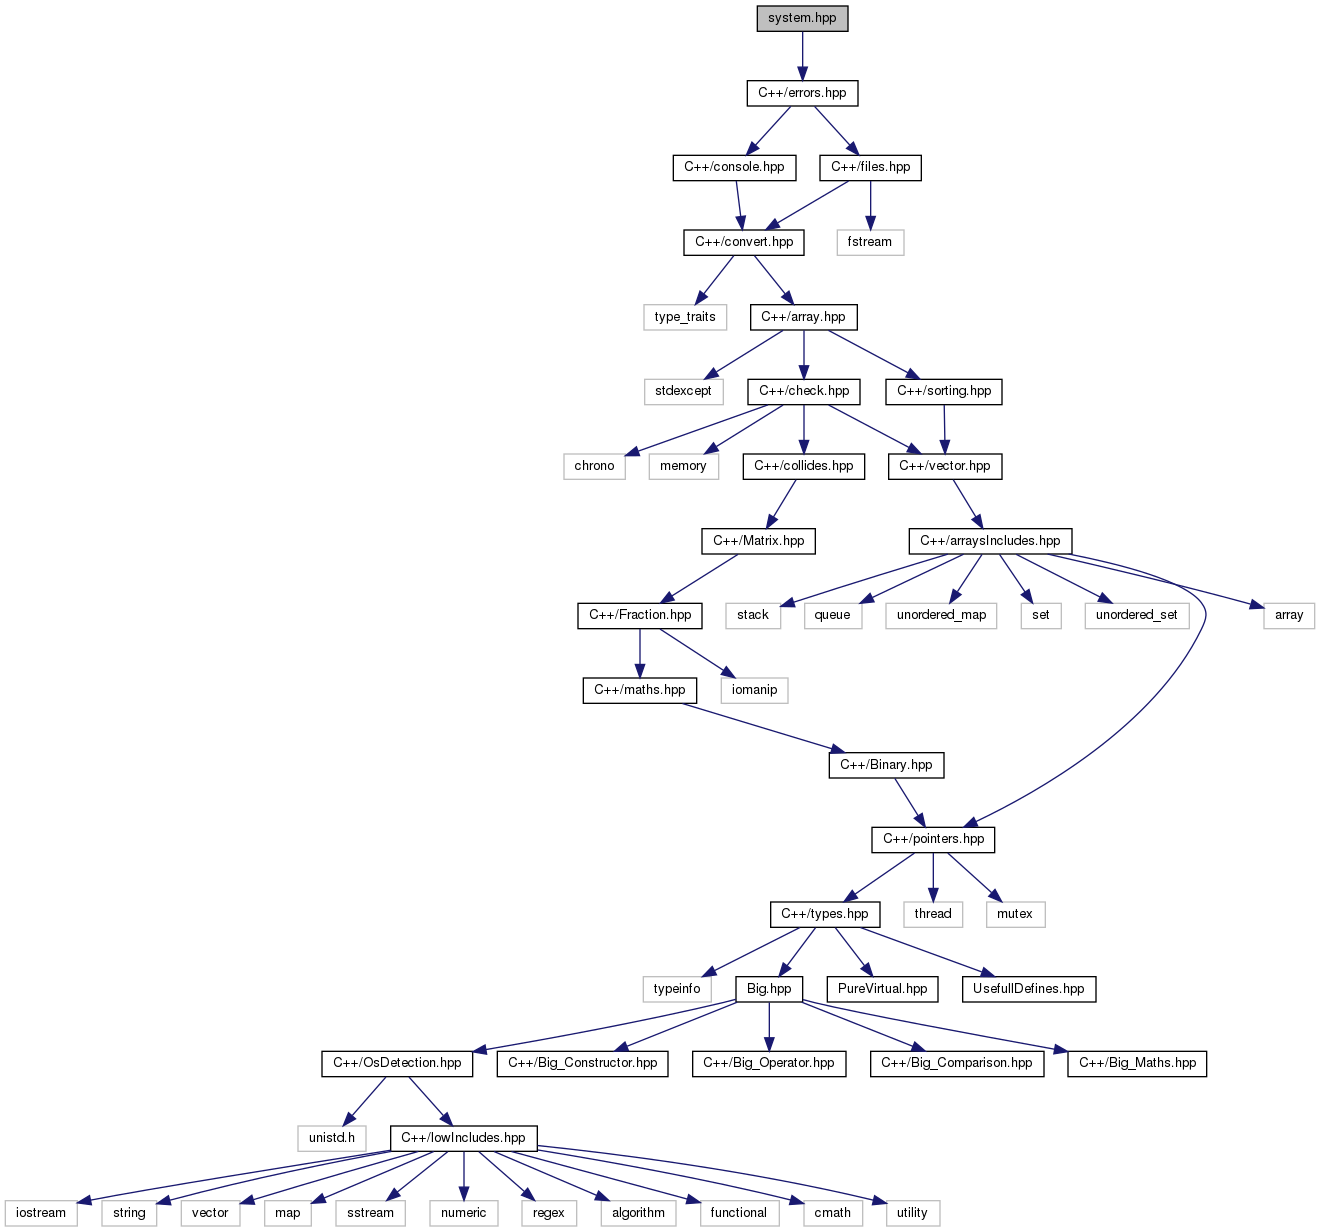 system.hpp
C++/errors.hpp
C++/console.hpp
C++/files.hpp
C++/convert.hpp
fstream
type_traits
C++/array.hpp
stdexcept
C++/check.hpp
C++/sorting.hpp
chrono
memory
C++/collides.hpp
C++/vector.hpp
C++/Matrix.hpp
C++/arraysIncludes.hpp
C++/Fraction.hpp
stack
queue
unordered_map
set
unordered_set
array
C++/maths.hpp
iomanip
C++/Binary.hpp
C++/pointers.hpp
C++/types.hpp
thread
mutex
typeinfo
Big.hpp
PureVirtual.hpp
UsefullDefines.hpp
C++/OsDetection.hpp
C++/Big_Constructor.hpp
C++/Big_Operator.hpp
C++/Big_Comparison.hpp
C++/Big_Maths.hpp
unistd.h
C++/lowIncludes.hpp
iostream
string
vector
map
sstream
numeric
regex
algorithm
functional
cmath
utility